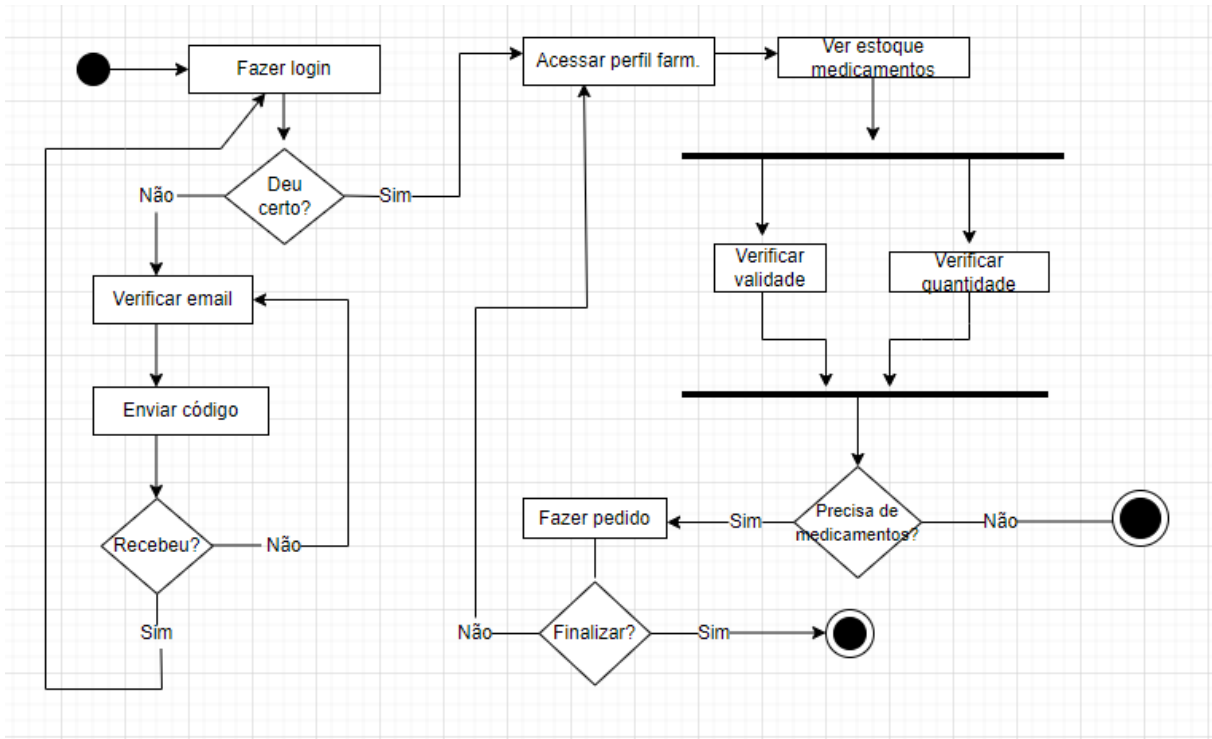 Fazer login
Acessar perfil farm.
Ver estoque
medicamentos
Deu
certo?
Não
Sim
Verificar email
Verificar
validade
Verificar
quantidade
Enviar código
Recebeu?
Não
Sim
Precisa de
medicamentos?
Sim
Não
Fazer pedido
Finalizar?
Não
Sim